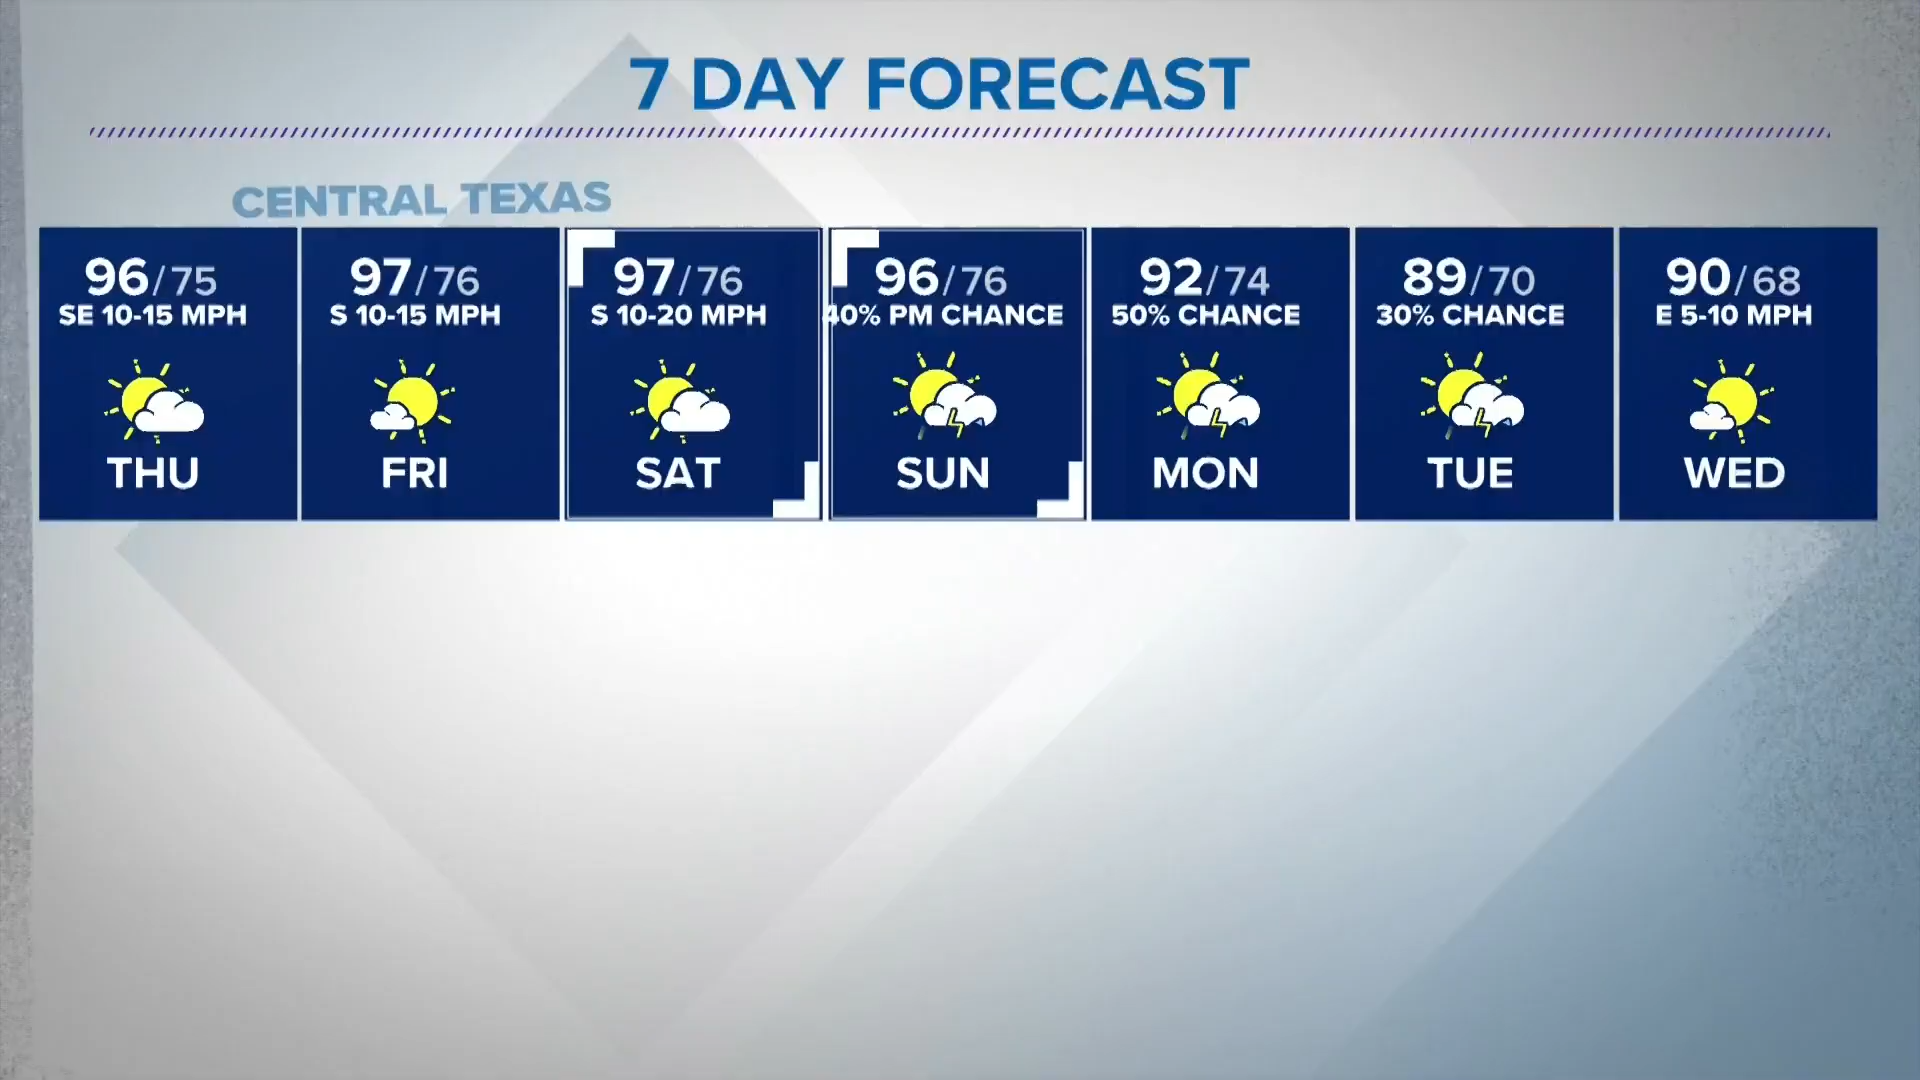 7 DAY FORECAST
CENTRAL TEXAS
96/75
SE 10-15 MPH
THU
97/76
S 10-15 MPH
FRI
97/76
S 10-20 MPH
SAT
96/76
40% PM CHANCE
SUN
92/74
50% CHANCE
MON
89/70
30% CHANCE
TUE
90/68
E 5-10 MPH
WED